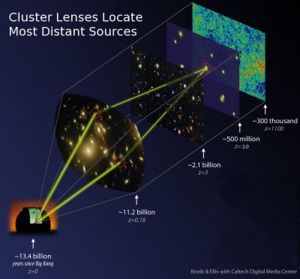 Cluster Lenses Locate
Most Distant Sources
~300 thousand
z=1100
~500 million
z=10
~2.1 billion
z=3
~11.2 billion
z=0.18
~13.4 billion
years since Big Bang
z=0
Kneib & Ellis with Caltech Digital Media Center